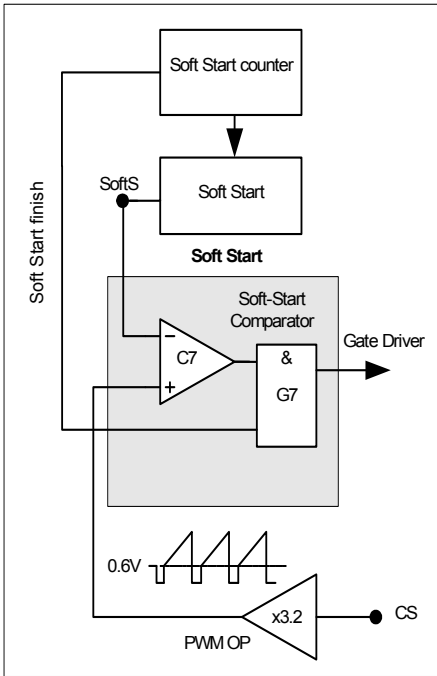 Soft Start counter
SoftS
Soft Start
Soft Start finish
Soft Start
Soft-Start
Comparator
Gate Driver
−
C7
+
&
G7
0.6V
x3.2
CS
PWM OP